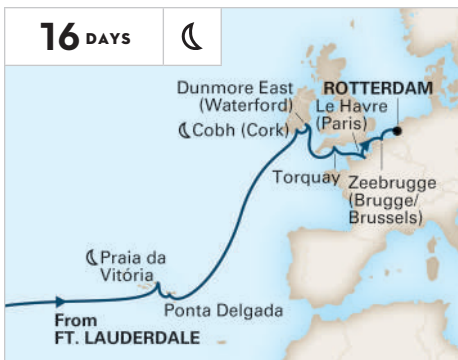 16 DAYS
Dunmore East
(Waterford)
ROTTERDAM
Le Havre
(Paris)
Cobh (Cork)
Torquay
Zeebrugge
(Brugge/
Brussels)
Praia da
Vitória
Ponta Delgada
From
FT. LAUDERDALE